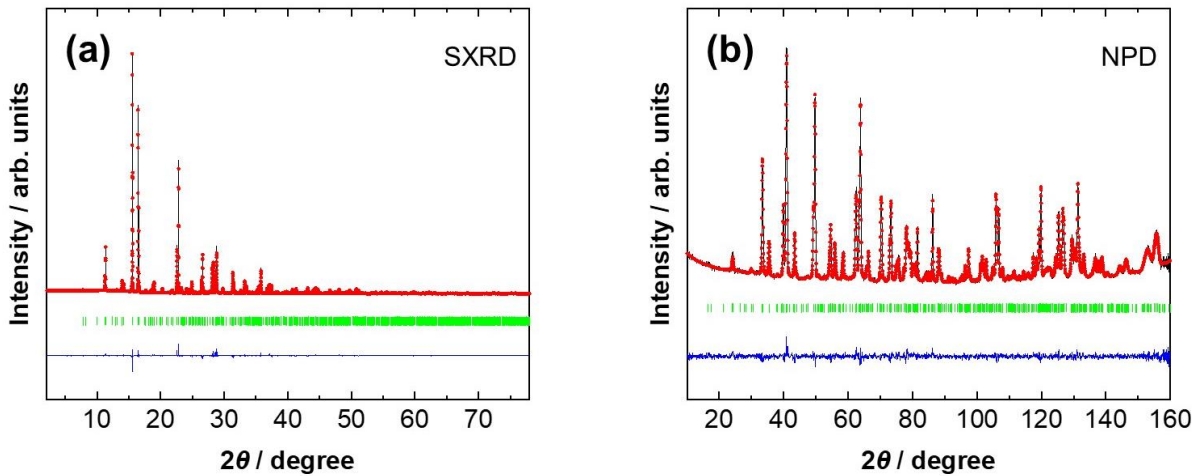 (a) SXRD
Intensity / arb. units
10 20 30 40 50 60 70
2θ / degree
(b) NPD
Intensity / arb. units
20 40 60 80 100 120 140 160
2θ / degree